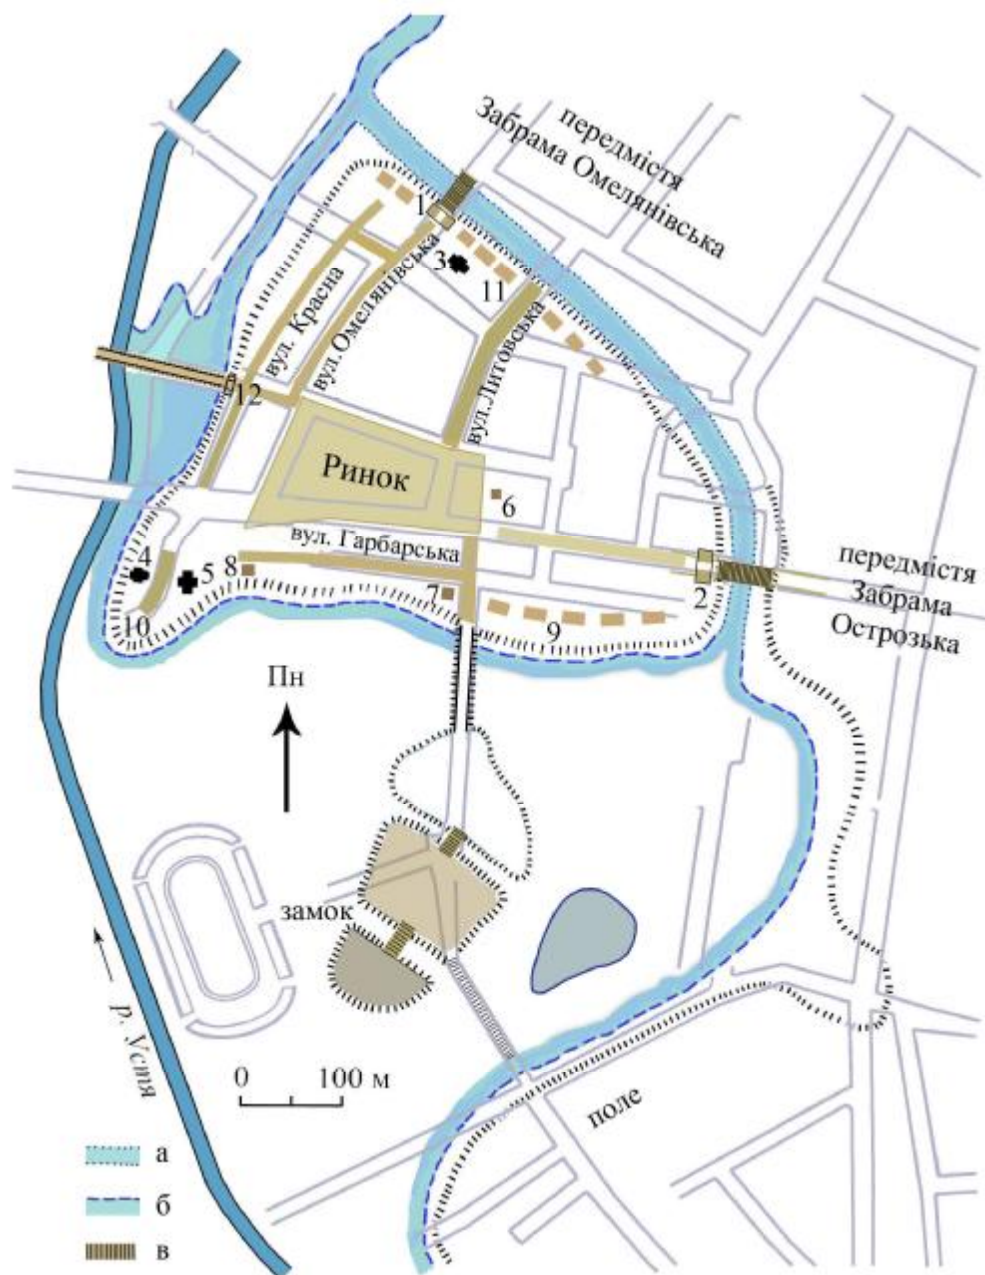 передмістя
Забрама Омелянівська
1
3
11
вул. Красна
вул. Омелянівська
вул. Литовська
12
Ринок
6
вул. Гарбарська
4
5
8
7
2
10
9
передмістя
Забрама
Острозька
Пн
замок
р. Устя
0 100 м
поле
а
б
в